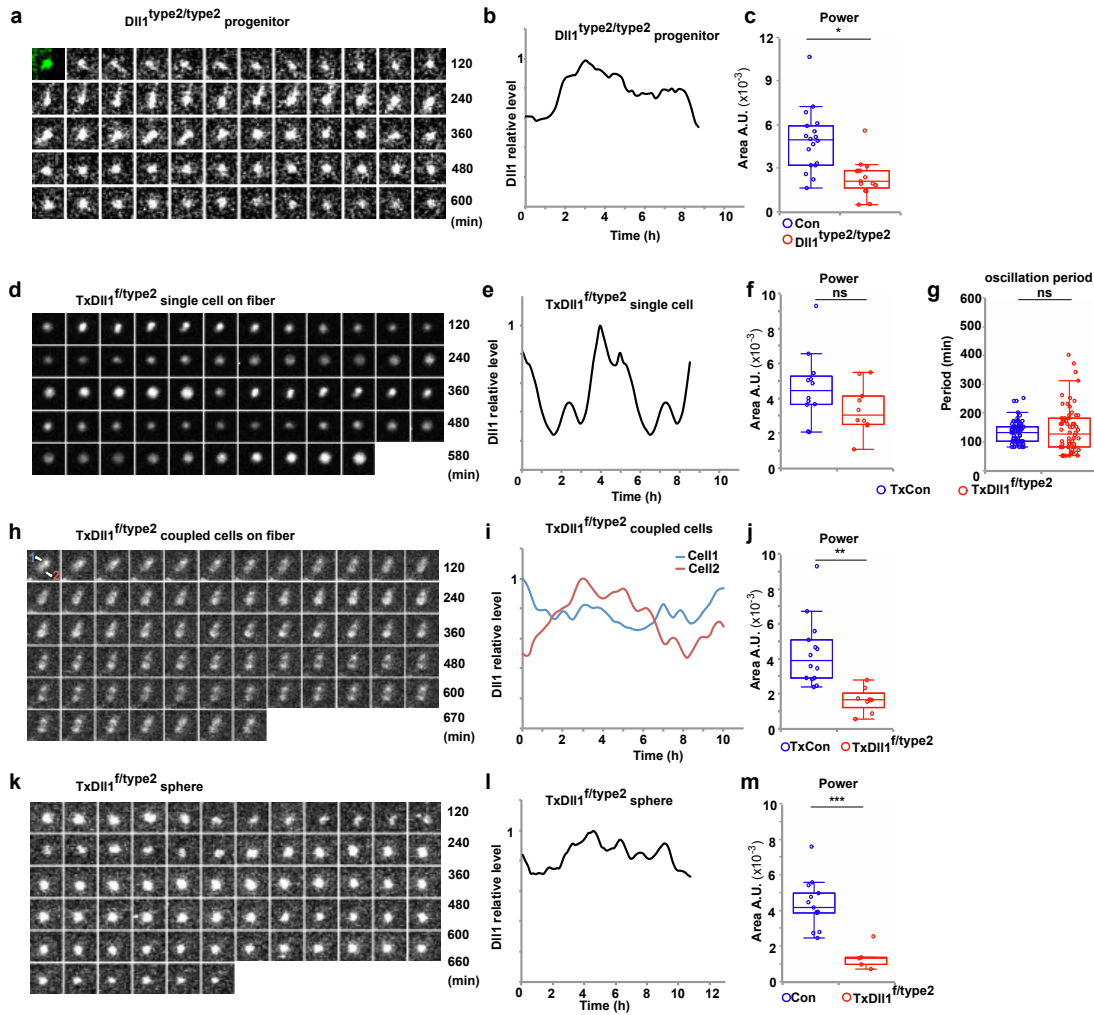 a
Dll1type2/type2 progenitor
120
240
360
480
600
(min)
b
Dll1type2/type2 progenitor
Dll1 relative level
1
0 2 4 6 8 10
Time (h)
c
Power
*
Area A.U. (x10-3)
12
9
6
3
0
Con
Dll1type2/type2
d
TxDll1f/type2 single cell on fiber
120
240
360
480
580
(min)
e
TxDll1f/type2 single cell
Dll1 relative level
1
0 2 4 6 8 10
Time (h)
f
Power
ns
Area A.U. (x10-3)
10
8
6
4
2
0
g
oscillation period
ns
Period (min)
600
500
400
300
200
100
TxCon
TxDll1f/type2
h
TxDll1f/type2 coupled cells on fiber
1
2
120
240
360
480
600
670
(min)
i
TxDll1f/type2 coupled cells
Cell1
Cell2
Dll1 relative level
1
0 2 4 6 8 10
Time (h)
j
Power
**
Area A.U. (x10-3)
10
8
6
4
2
0
TxCon
TxDll1f/type2
k
TxDll1f/type2 sphere
120
240
360
480
600
660
(min)
l
TxDll1f/type2 sphere
Dll1 relative level
1
0 2 4 6 8 10 12
Time (h)
m
Power
***
Area A.U. (x10-3)
10
8
6
4
2
0
Con
TxDll1f/type2